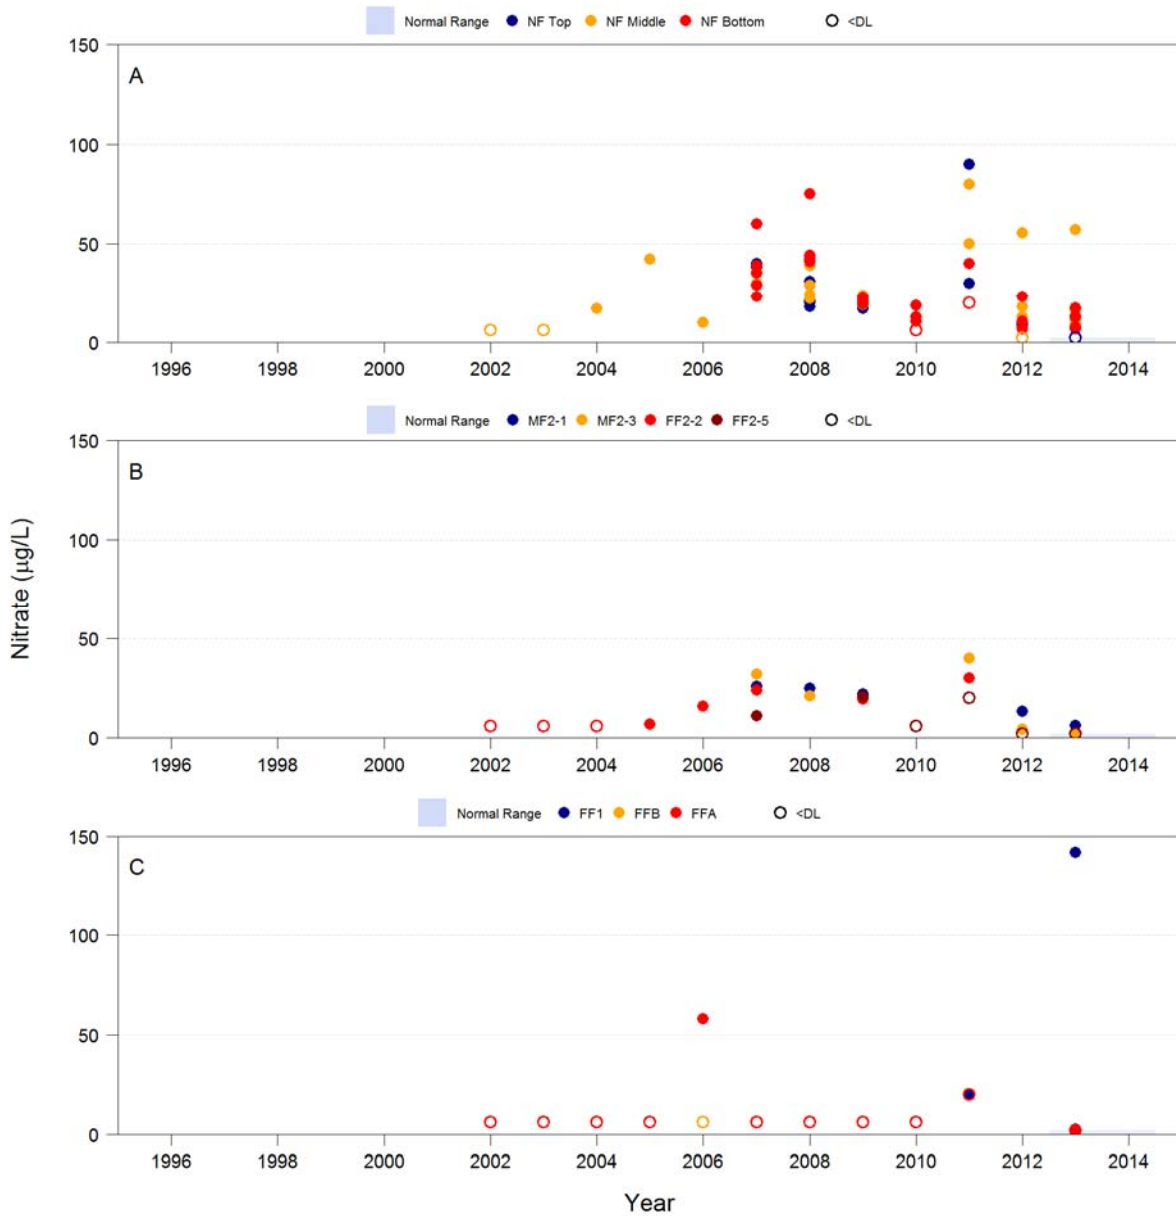 Normal Range NF Top NF Middle NF Bottom <DL
150
A
100
50
0
1996 1998 2000 2002 2004 2006 2008 2010 2012 2014
Normal Range MF2-1 MF2-3 FF2-2 FF2-5 <DL
150
B
100
50
0
1996 1998 2000 2002 2004 2006 2008 2010 2012 2014
Nitrate (µg/L)
Normal Range FF1 FFB FFA <DL
150
C
100
50
0
1996 1998 2000 2002 2004 2006 2008 2010 2012 2014
Year